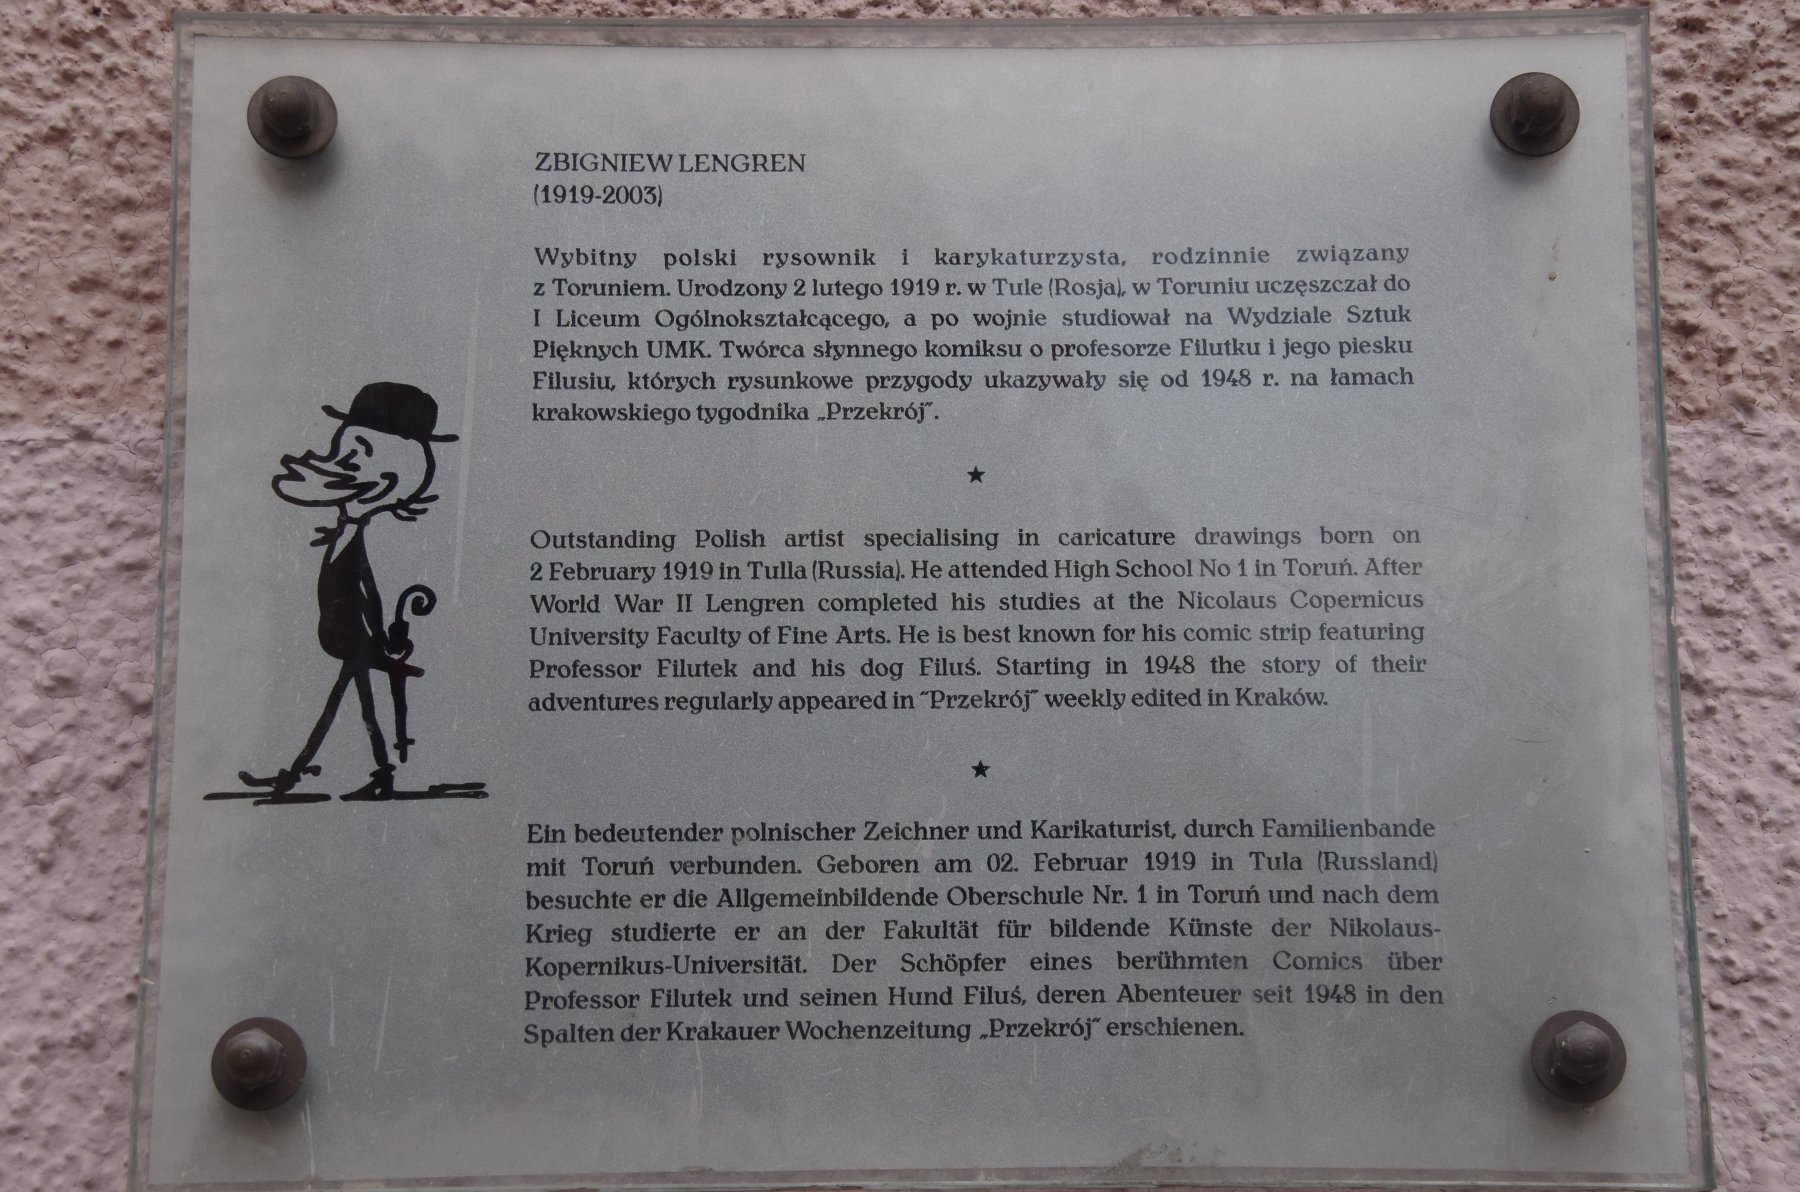 ZBIGNIEW LENGREN
(1919-2003)
Wybitny polski rysownik i karykaturzysta, rodzinnie związany
z Toruniem. Urodzony 2 lutego 1919 r. w Tule (Rosja), w Toruniu uczęszczał do
I Liceum Ogólnokształcącego, a po wojnie studiował na Wydziale Sztuk
Pięknych UMK. Twórca słynnego komiksu o profesorze Filutku i jego piesku
Filusiu, których rysunkowe przygody ukazywały się od 1948 r. na łamach
krakowskiego tygodnika „Przekrój”.
★
Outstanding Polish artist specialising in caricature drawings born on
2 February 1919 in Tulla (Russia). He attended High School No 1 in Toruń. After
World War II Lengren completed his studies at the Nicolaus Copernicus
University Faculty of Fine Arts. He is best known for his comic strip featuring
Professor Filutek and his dog Filuś. Starting in 1948 the story of their
adventures regularly appeared in ”Przekrój” weekly edited in Kraków.
★
Ein bedeutender polnischer Zeichner und Karikaturist, durch Familienbande
mit Toruń verbunden. Geboren am 02. Februar 1919 in Tula (Russland)
besuchte er die Allgemeinbildende Oberschule Nr. 1 in Toruń und nach dem
Krieg studierte er an der Fakultät für bildende Künste der Nikolaus-
Kopernikus-Universität. Der Schöpfer eines berühmten Comics über
Professor Filutek und seinen Hund Filuś, deren Abenteuer seit 1948 in den
Spalten der Krakauer Wochenzeitung „Przekrój” erschienen.